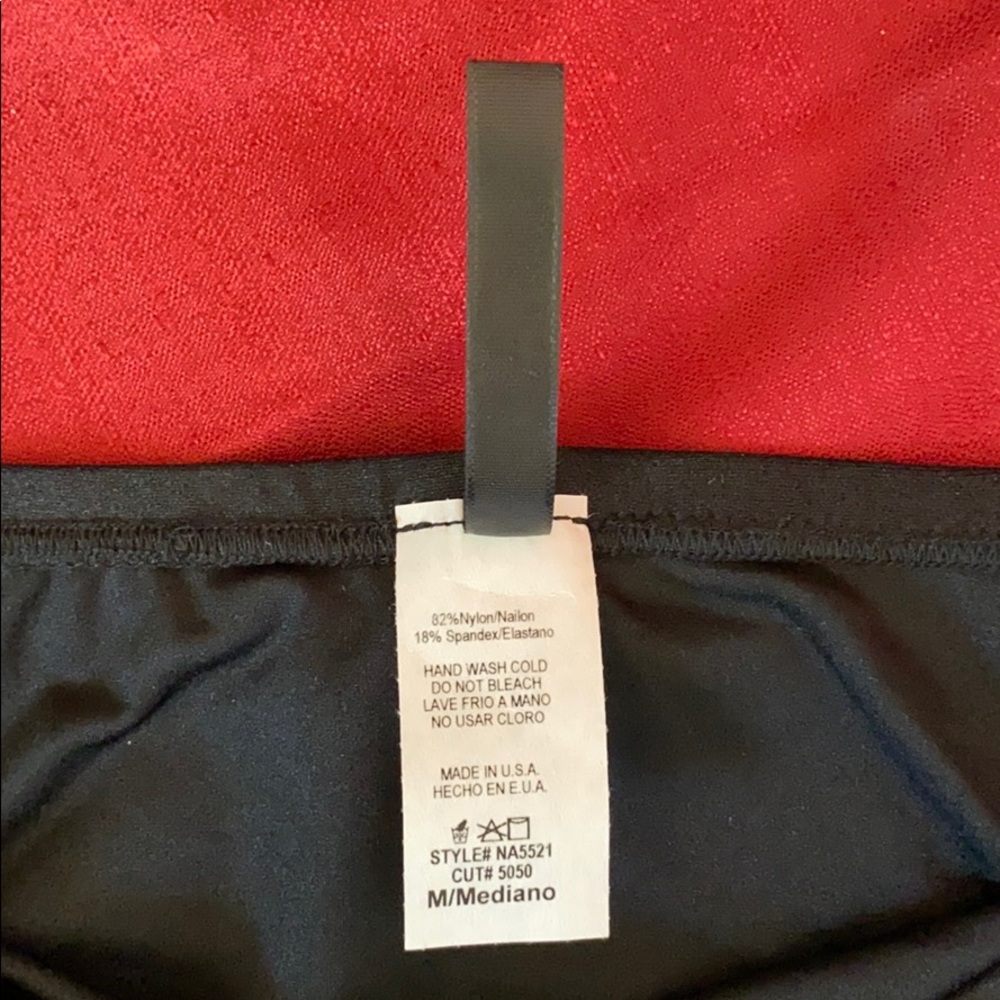 82%Nylon/Nailon
18% Spandex/Elastano
HAND WASH COLD
DO NOT BLEACH
LAVE FRIO A MANO
NO USAR CLORO
MADE IN U.S.A.
HECHO EN E.U.A.
STYLE# NA5521
CUT# 5050
M/Mediano